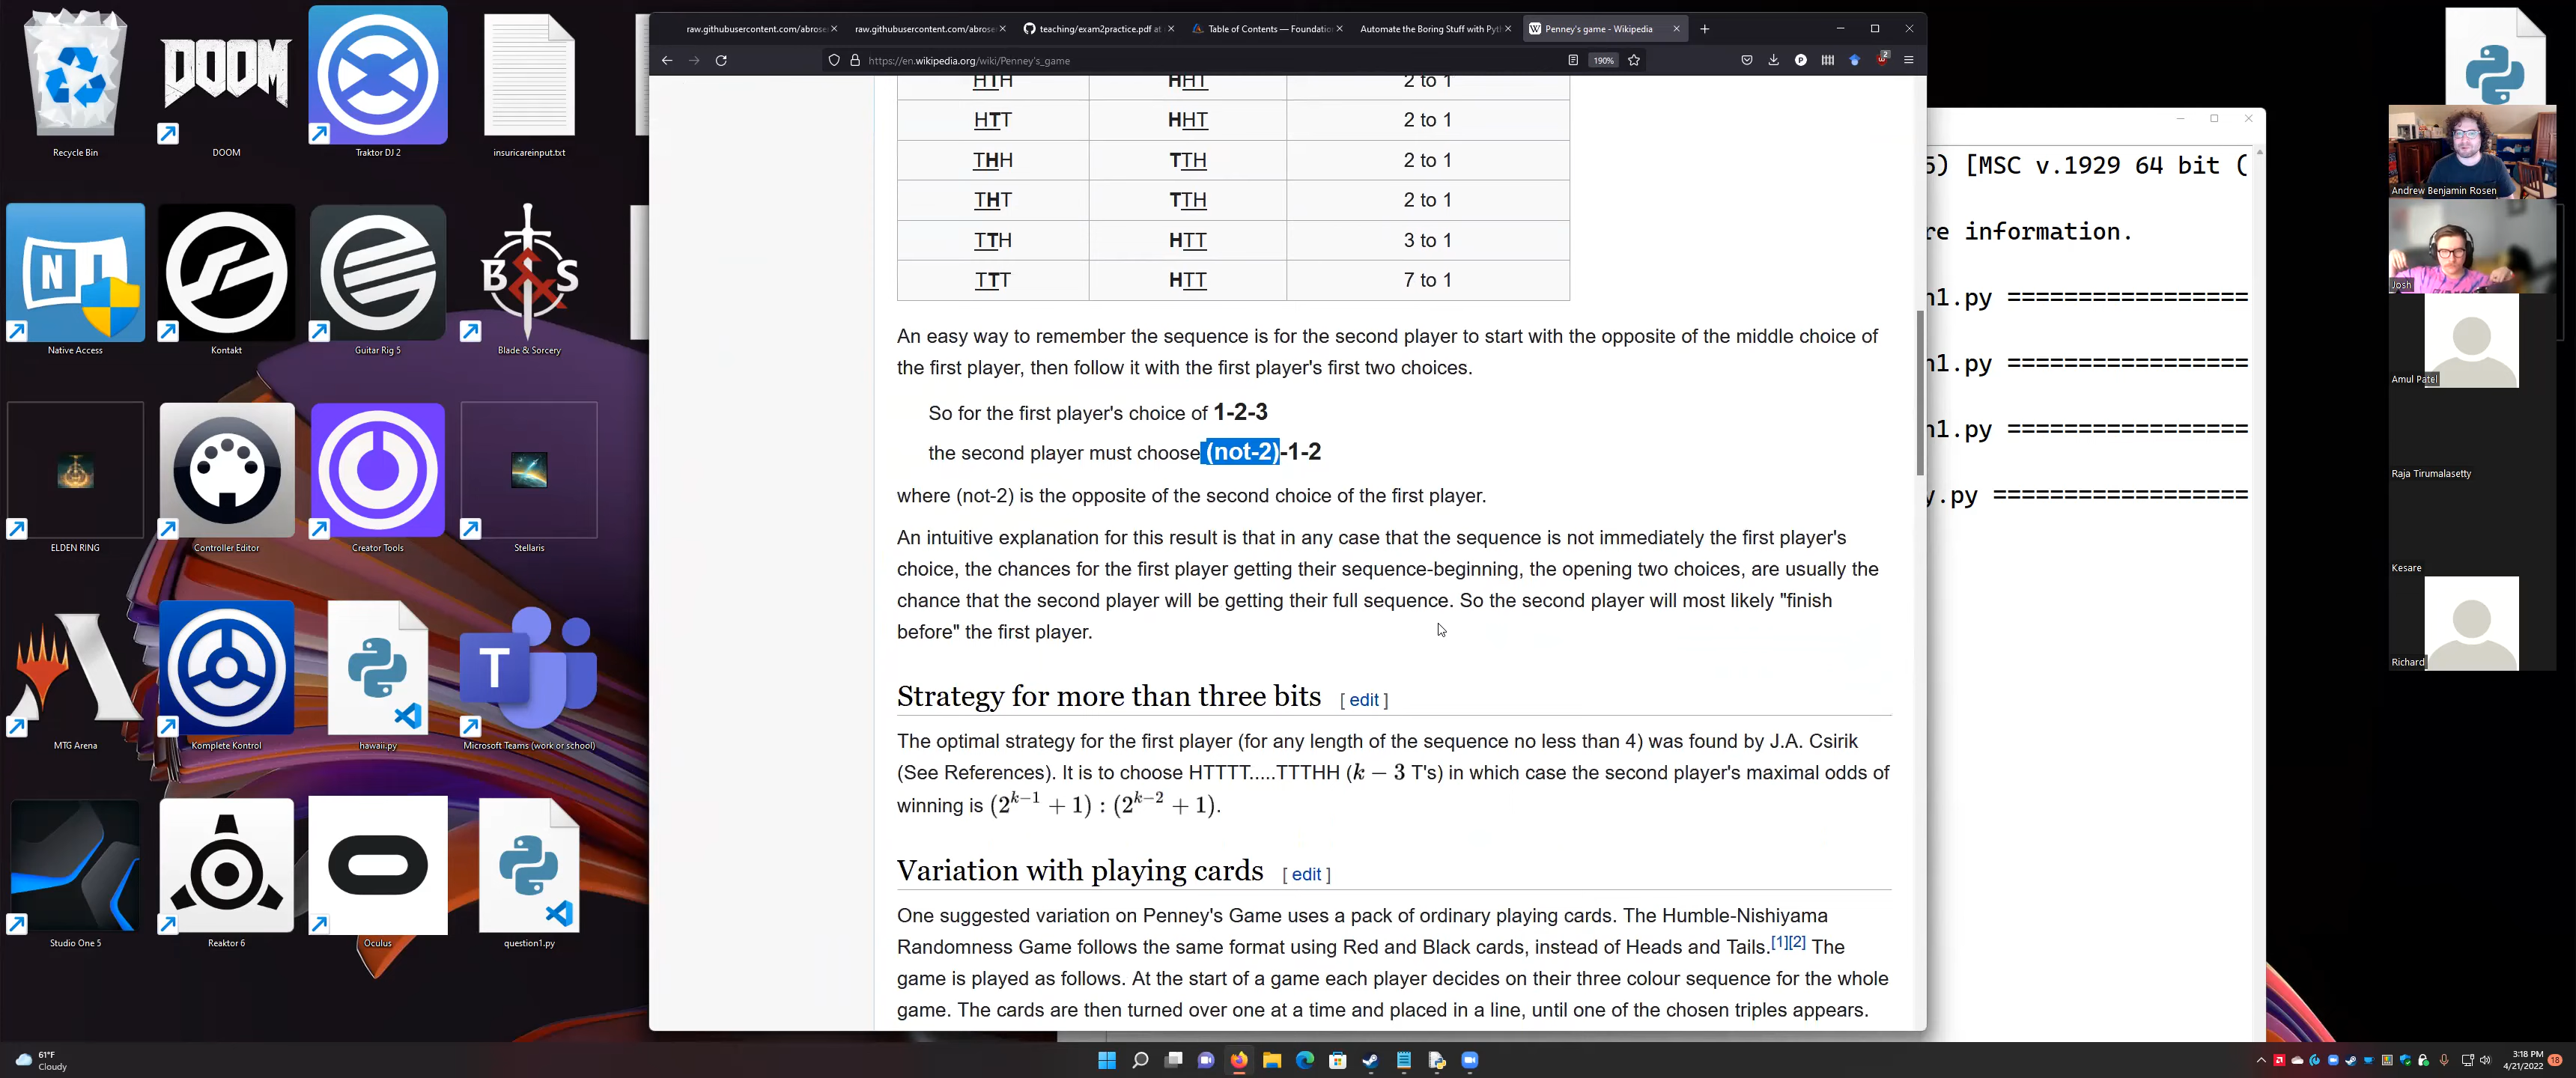 raw.githubusercontent.com/abrose
raw.githubusercontent.com/abrose
teaching/exam2practice.pdf at
Table of Contents — Foundatio
Automate the Boring Stuff with Pyth
Penney's game - Wikipedia
https://en.wikipedia.org/wiki/Penney's_game
190%
HTH HHT 2 to 1
HTT HHT 2 to 1
THH TTH 2 to 1
THT TTH 2 to 1
TTH HTT 3 to 1
TTT HTT 7 to 1
An easy way to remember the sequence is for the second player to start with the opposite of the middle choice of
the first player, then follow it with the first player's first two choices.
So for the first player's choice of 1-2-3
the second player must choose (not-2)-1-2
where (not-2) is the opposite of the second choice of the first player.
An intuitive explanation for this result is that in any case that the sequence is not immediately the first player's
choice, the chances for the first player getting their sequence-beginning, the opening two choices, are usually the
chance that the second player will be getting their full sequence. So the second player will most likely "finish
before" the first player.
Strategy for more than three bits [ edit ]
The optimal strategy for the first player (for any length of the sequence no less than 4) was found by J.A. Csirik
(See References). It is to choose HTTTT.....TTTHH (k − 3 T's) in which case the second player's maximal odds of
winning is (2^{k−1} + 1) : (2^{k−2} + 1).
Variation with playing cards [ edit ]
One suggested variation on Penney's Game uses a pack of ordinary playing cards. The Humble-Nishiyama
Randomness Game follows the same format using Red and Black cards, instead of Heads and Tails.[1][2] The
game is played as follows. At the start of a game each player decides on their three colour sequence for the whole
game. The cards are then turned over one at a time and placed in a line, until one of the chosen triples appears.
5) [MSC v.1929 64 bit (
re information.
n1.py ================
n1.py ================
n1.py ================
y.py ==================
Andrew Benjamin Rosen
Josh
Amul Patel
Raja Tirumalasetty
Kesare
Richard
DOOM
Recycle Bin
DOOM
Traktor DJ 2
insuricareinput.txt
N
B&S
Native Access
Kontakt
Guitar Rig 5
Blade & Sorcery
ELDEN RING
Controller Editor
Creator Tools
Stellaris
T
MTG Arena
Komplete Kontrol
hawaii.py
Microsoft Teams (work or school)
Studio One 5
Reaktor 6
Oculus
question1.py
61°F
Cloudy
3:18 PM
4/21/2022
18